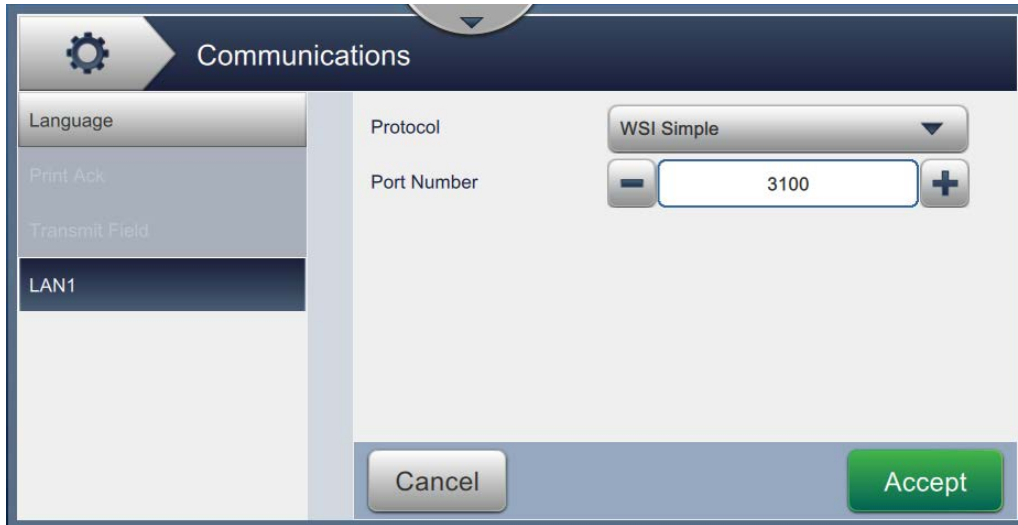 Communications
Language
Print Ack
Transmit Field
LAN1
Protocol
WSI Simple
Port Number
3100
Cancel
Accept